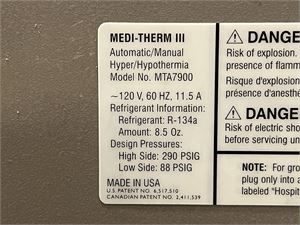 MEDI-THERM III
Automatic/Manual
Hyper/Hypothermia
Model No. MTA7900
~120 V, 60 HZ, 11.5 A
Refrigerant Information:
Refrigerant: R-134a
Amount: 8.5 Oz.
Design Pressures:
High Side: 290 PSIG
Low Side: 88 PSIG
MADE IN USA
U.S PATENT NO. 6,517,510
CANADIAN PATENT NO. 2,411,539
DANGE
Risk of explosion.
presence of flamm
Risque d'explosion
présence d'anesthé
DANGE
Risk of electric sho
before servicing un
NOTE: For gro
plug only into a
labeled "Hospit